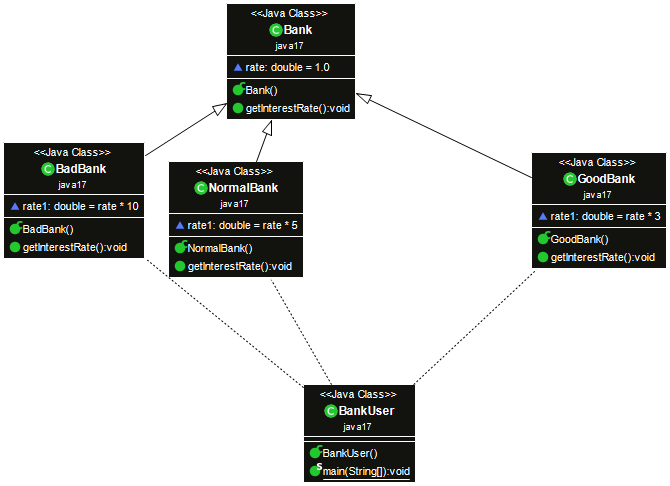 <<Java Class>>
Bank
java17
rate: double = 1.0
Bank()
getInterestRate():void
<<Java Class>>
BadBank
java17
rate1: double = rate * 10
BadBank()
getInterestRate():void
<<Java Class>>
NormalBank
java17
rate1: double = rate * 5
NormalBank()
getInterestRate():void
<<Java Class>>
GoodBank
java17
rate1: double = rate * 3
GoodBank()
getInterestRate():void
<<Java Class>>
BankUser
java17
BankUser()
main(String[]):void